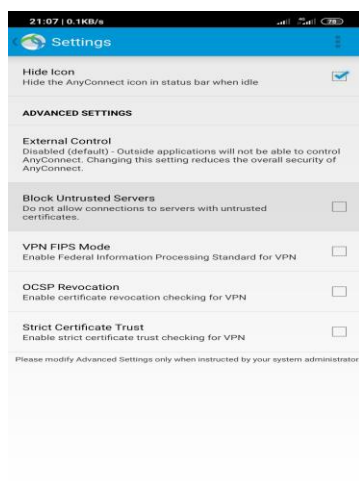 21:07 | 0.1KB/s
78
Settings
Hide Icon
Hide the AnyConnect icon in status bar when idle
ADVANCED SETTINGS
External Control
Disabled (default) - Outside applications will not be able to control
AnyConnect. Changing this setting reduces the overall security of
AnyConnect.
Block Untrusted Servers
Do not allow connections to servers with untrusted
certificates.
VPN FIPS Mode
Enable Federal Information Processing Standard for VPN
OCSP Revocation
Enable certificate revocation checking for VPN
Strict Certificate Trust
Enable strict certificate trust checking for VPN
Please modify Advanced Settings only when instructed by your system administrator